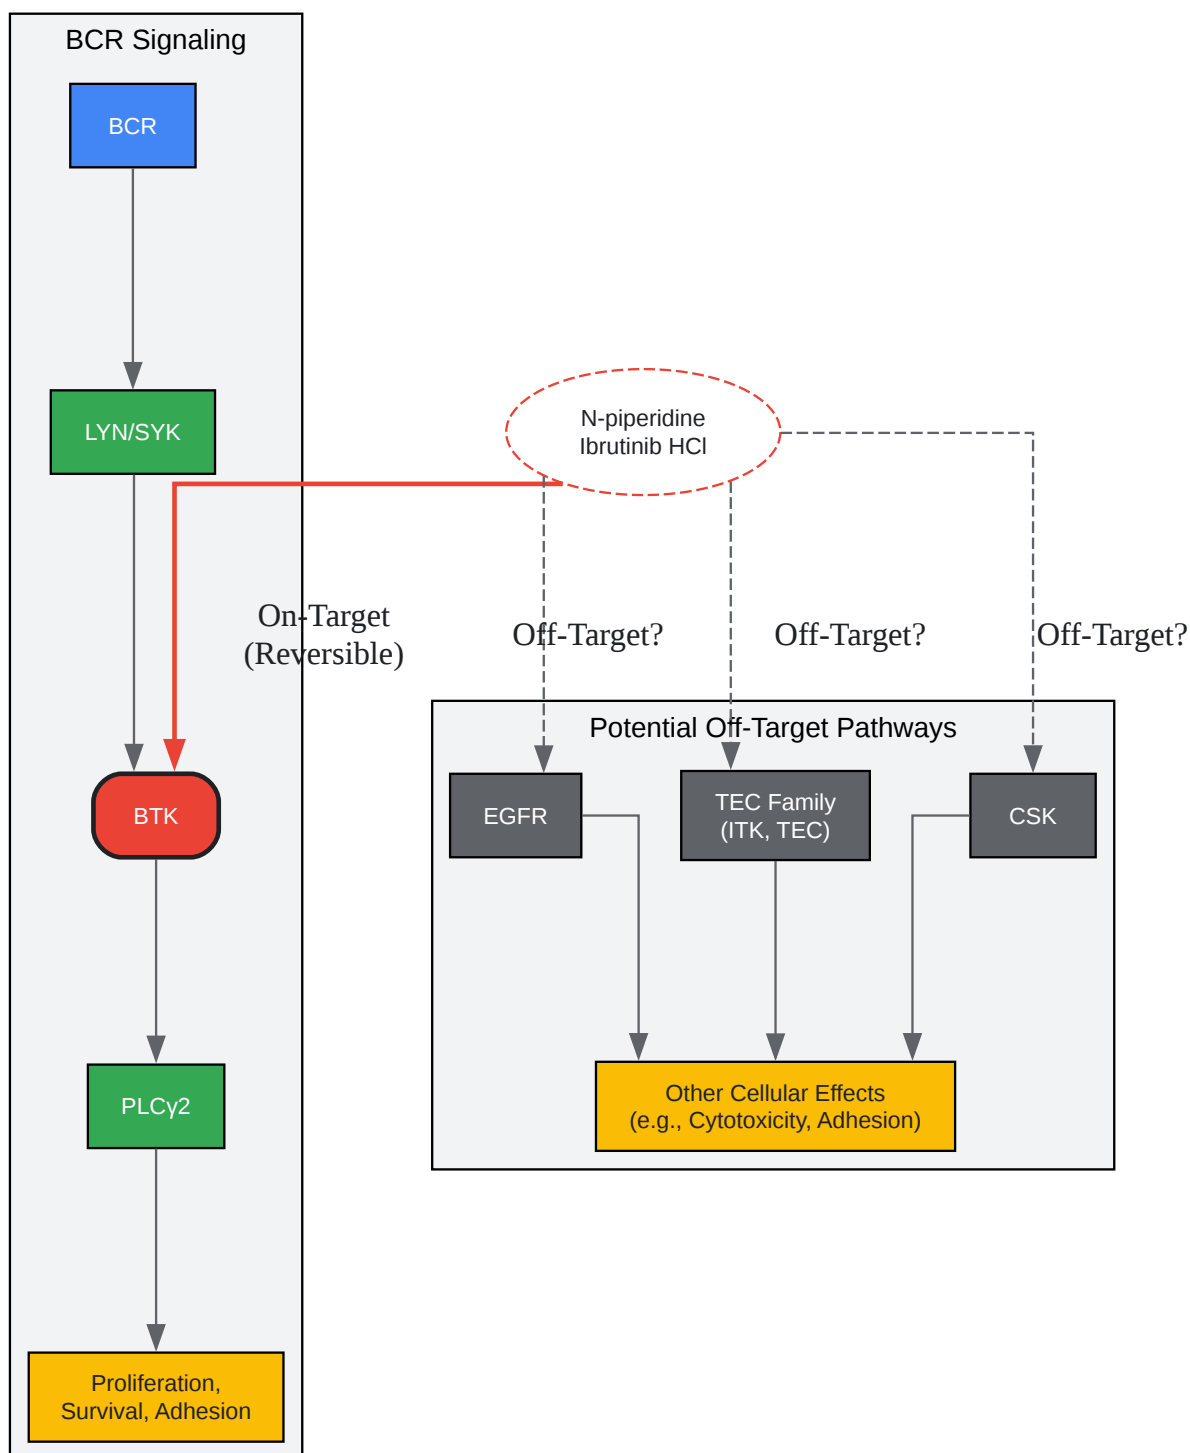 BCR Signaling
BCR
LYN/SYK
N-piperidine
Ibrutinib HCl
On-Target
(Reversible)
Off-Target?
Off-Target?
Off-Target?
Potential Off-Target Pathways
BTK
EGFR
TEC Family
(ITK, TEC)
CSK
PLCγ2
Other Cellular Effects
(e.g., Cytotoxicity, Adhesion)
Proliferation,
Survival, Adhesion